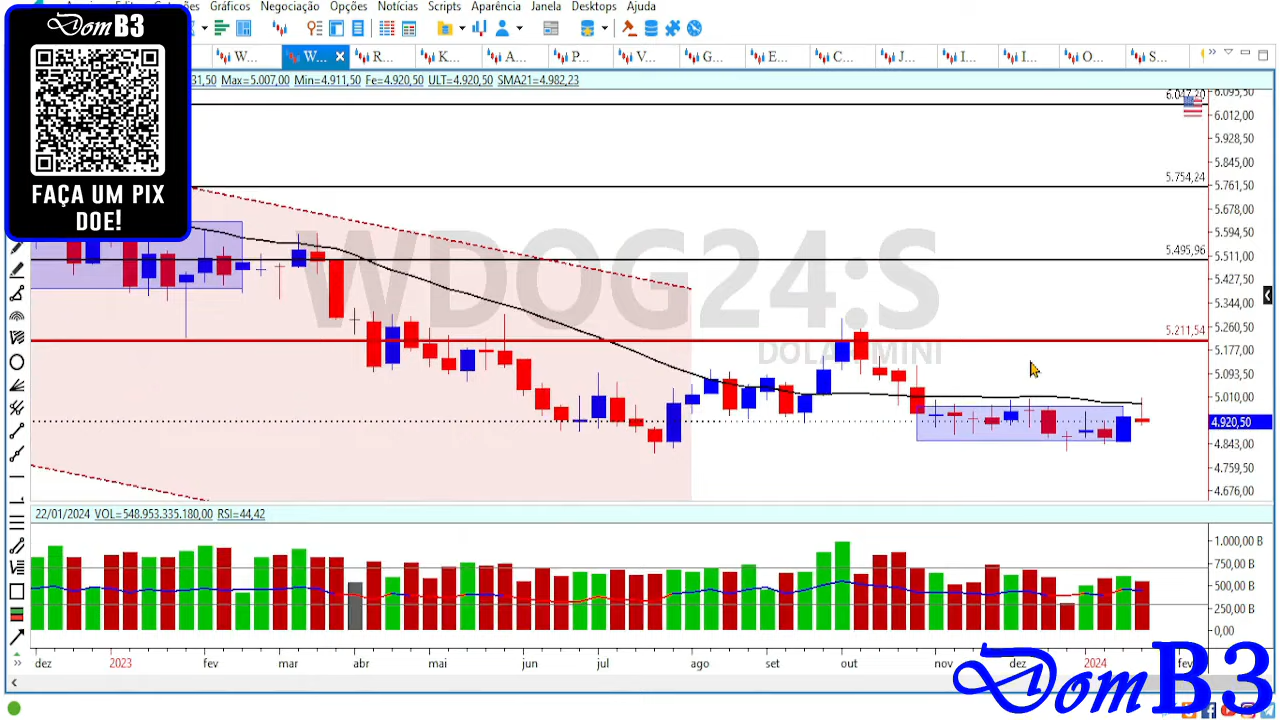 Gráficos Negociação Opções Notícias Scripts Aparência Janela Desktops Ajuda
DomB3
W... W... R... K... A... P... V... G... E... C... J... I... I... O... S...
31,50 Max=5.007,00 Min=4.911,50 Fe=4.920,50 ULT=4.920,50 SMA21=4.982,23
FAÇA UM PIX
DOE!
6.047,20
6.095,50
6.012,00
5.928,50
5.845,00
5.754,24
5.761,50
5.678,00
5.594,50
5.495,96
5.511,00
5.427,50
5.344,00
5.260,50
5.211,54
5.177,00
5.093,50
5.010,00
4.920,50
4.843,00
4.759,50
4.676,00
WDOG24:S
22/01/2024 VOL=548.953.335.180,00 RSI=44,42
1.000,00 B
750,00 B
500,00 B
250,00 B
0,00
dez 2023 fev mar abr mai jun jul ago set out nov dez 2024 fev
DomB3